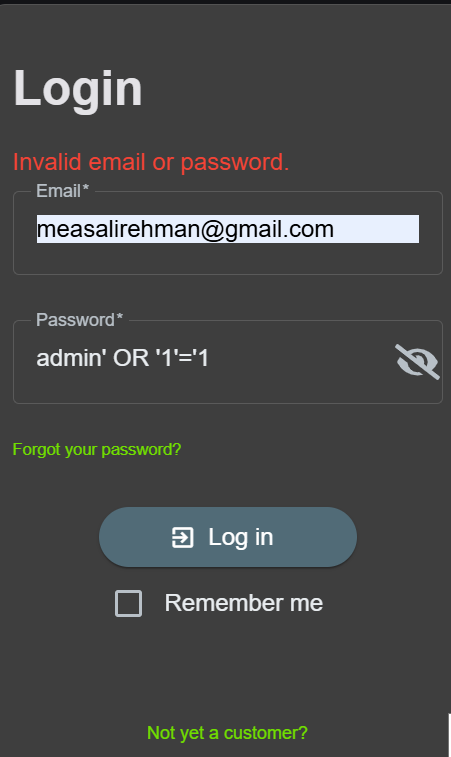 Login
Invalid email or password.
Email*
measalirehman@gmail.com
Password*
admin' OR '1'='1
Forgot your password?
Log in
Remember me
Not yet a customer?